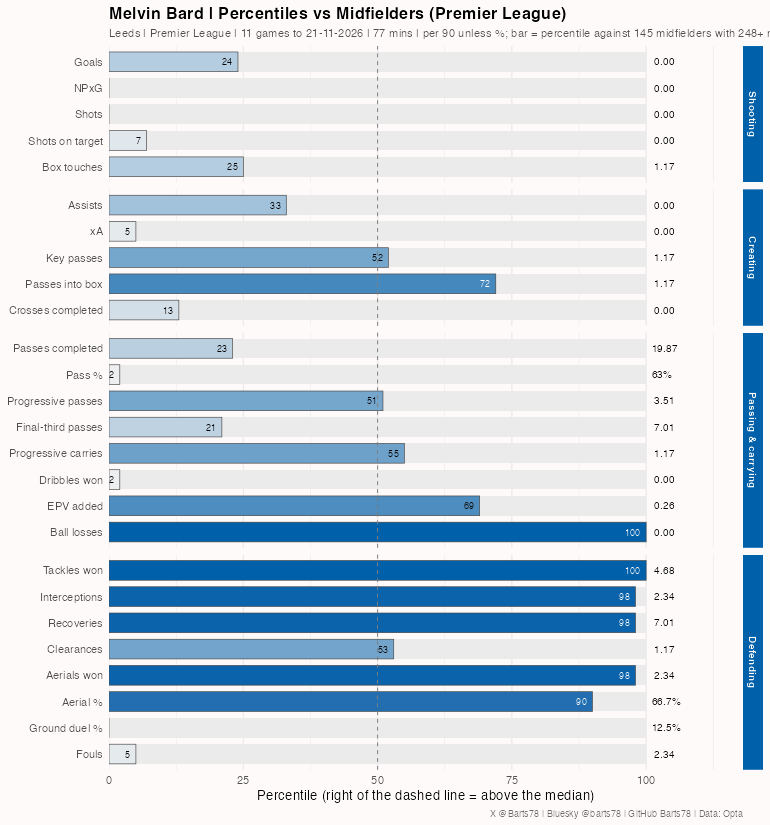 Melvin Bard | Percentiles vs Midfielders (Premier League)
Leeds | Premier League | 11 games to 21-11-2026 | 77 mins | per 90 unless %; bar = percentile against 145 midfielders with 248+
Goals 24 0.00
NPxG 0.00
Shots 0.00
Shots on target 7 0.00
Box touches 25 1.17
Shooting
Assists 33 0.00
xA 5 0.00
Key passes 52 1.17
Passes into box 72 1.17
Crosses completed 13 0.00
Creating
Passes completed 23 19.87
Pass % 2 63%
Progressive passes 51 3.51
Final-third passes 21 7.01
Progressive carries 55 1.17
Dribbles won 2 0.00
EPV added 69 0.26
Ball losses 100 0.00
Passing & carrying
Tackles won 100 4.68
Interceptions 98 2.34
Recoveries 98 7.01
Clearances 53 1.17
Aerials won 98 2.34
Aerial % 90 66.7%
Ground duel % 12.5%
Fouls 5 2.34
Defending
0 25 50 75 100
Percentile (right of the dashed line = above the median)
X @Barts78 | Bluesky @barts78 | GitHub Barts78 | Data: Opta